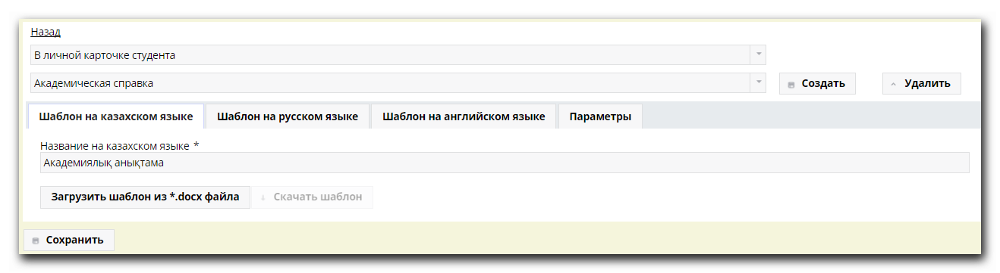 Назад
В личной карточке студента
Академическая справка Создать Удалить
Шаблон на казахском языке Шаблон на русском языке Шаблон на английском языке Параметры
Название на казахском языке *
Академиялық анықтама
Загрузить шаблон из *.docx файла Скачать шаблон
Сохранить